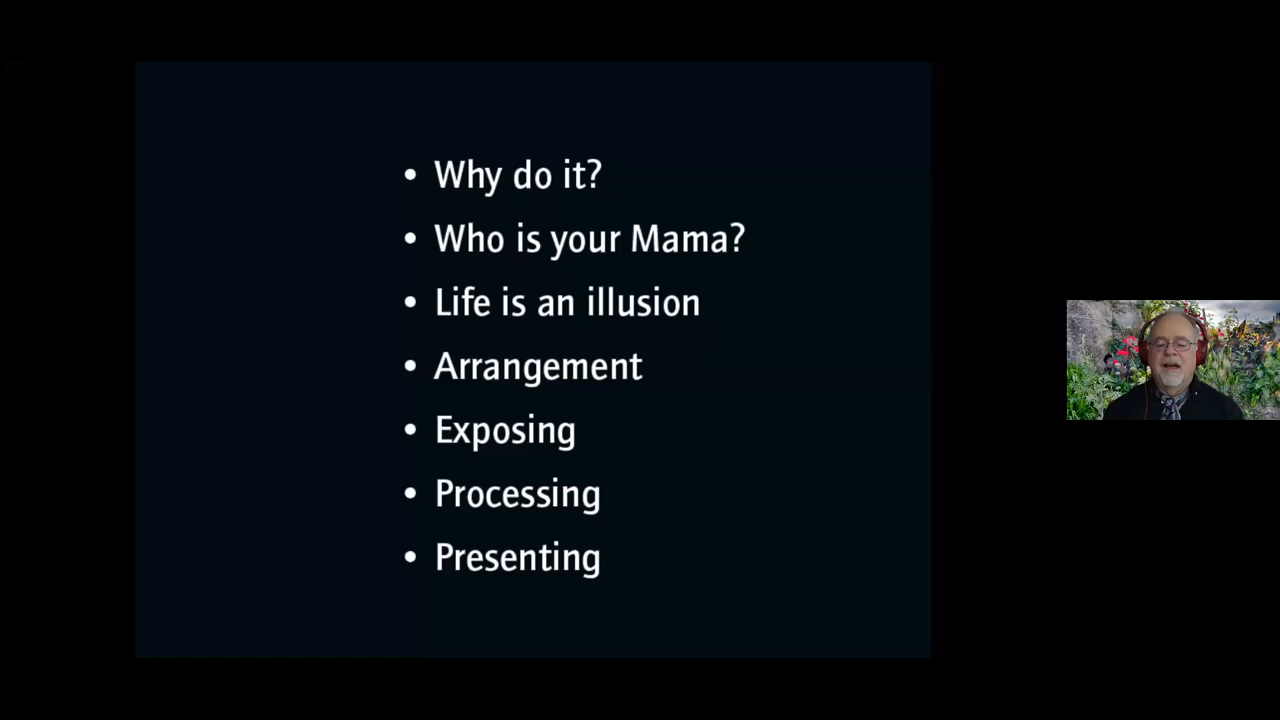 • Why do it?
• Who is your Mama?
• Life is an illusion
• Arrangement
• Exposing
• Processing
• Presenting